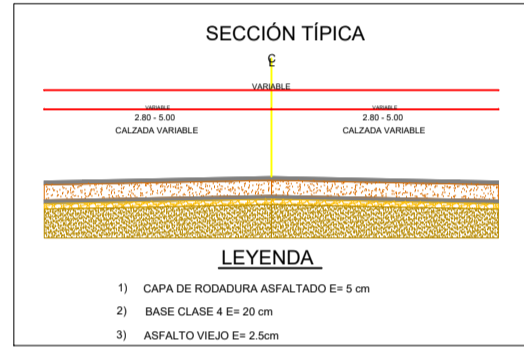 SECCIÓN TÍPICA
CL
VARIABLE
VARIABLE VARIABLE
2.80 - 5.00 2.80 - 5.00
CALZADA VARIABLE CALZADA VARIABLE
LEYENDA
1) CAPA DE RODADURA ASFALTADO E= 5 cm
2) BASE CLASE 4 E= 20 cm
3) ASFALTO VIEJO E= 2.5cm